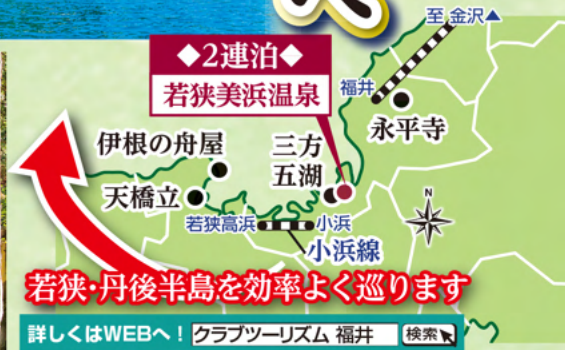 至 金沢▲
◆2連泊◆
若狭美浜温泉
福井
永平寺
伊根の舟屋
三方
五湖
天橋立
N
若狭高浜
小浜
小浜線
若狭・丹後半島を効率よく巡ります
詳しくはWEBへ! クラブツーリズム 福井 検索